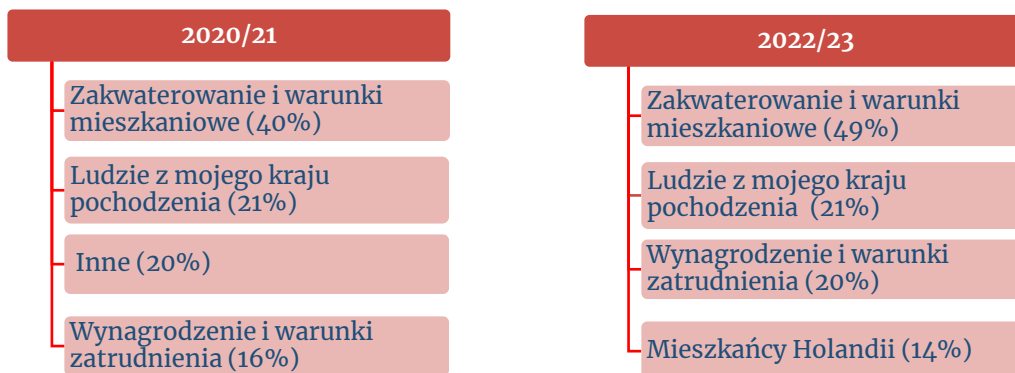 2020/21
Zakwaterowanie i warunki
mieszkaniowe (40%)
Ludzie z mojego kraju
pochodzenia (21%)
Inne (20%)
Wynagrodzenie i warunki
zatrudnienia (16%)
2022/23
Zakwaterowanie i warunki
mieszkaniowe (49%)
Ludzie z mojego kraju
pochodzenia (21%)
Wynagrodzenie i warunki
zatrudnienia (20%)
Mieszkańcy Holandii (14%)